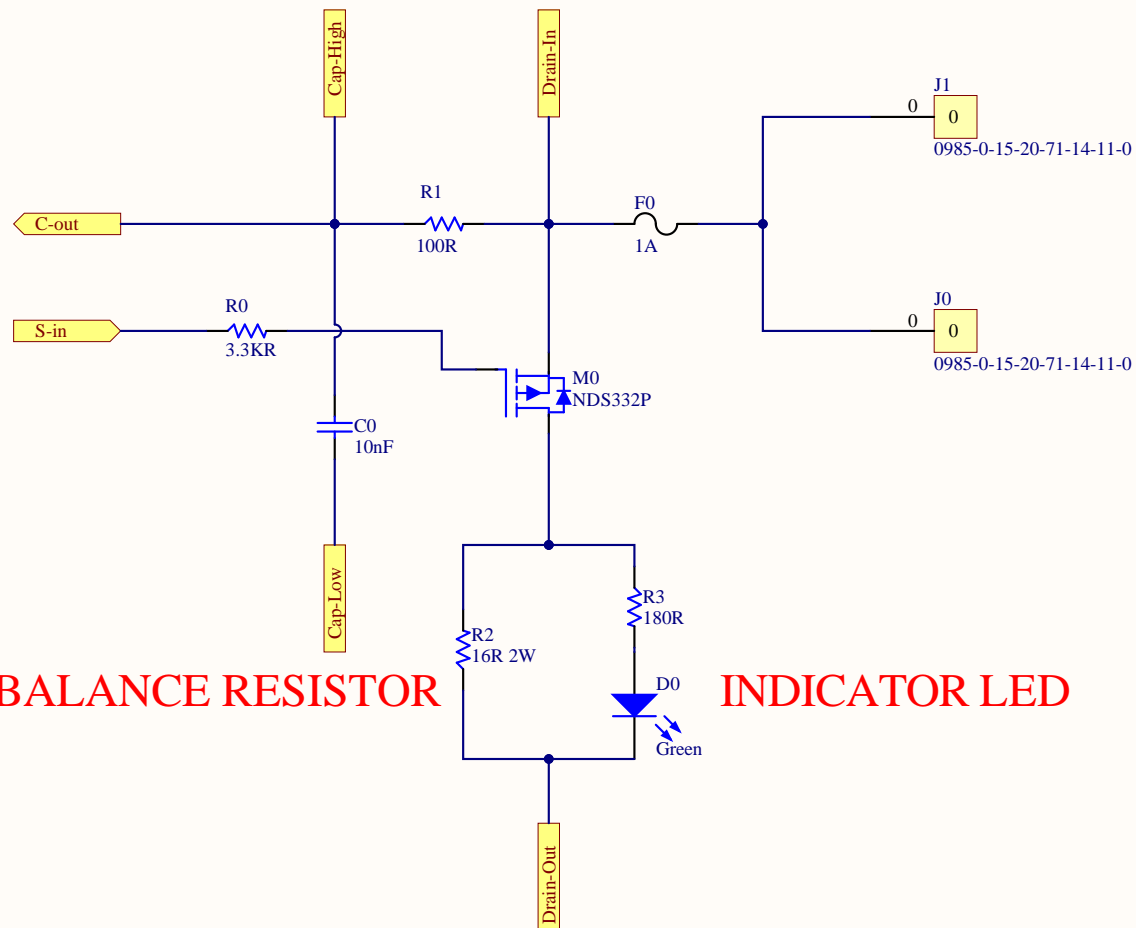 Cap-High
Drain-In
J1
0
0
0985-0-15-20-71-14-11-0
C-out
R1
100R
F0
1A
S-in
R0
3.3KR
J0
0
0
0985-0-15-20-71-14-11-0
M0
NDS332P
C0
10nF
Cap-Low
R3
180R
R2
16R 2W
BALANCE RESISTOR
D0
INDICATOR LED
Green
Drain-Out